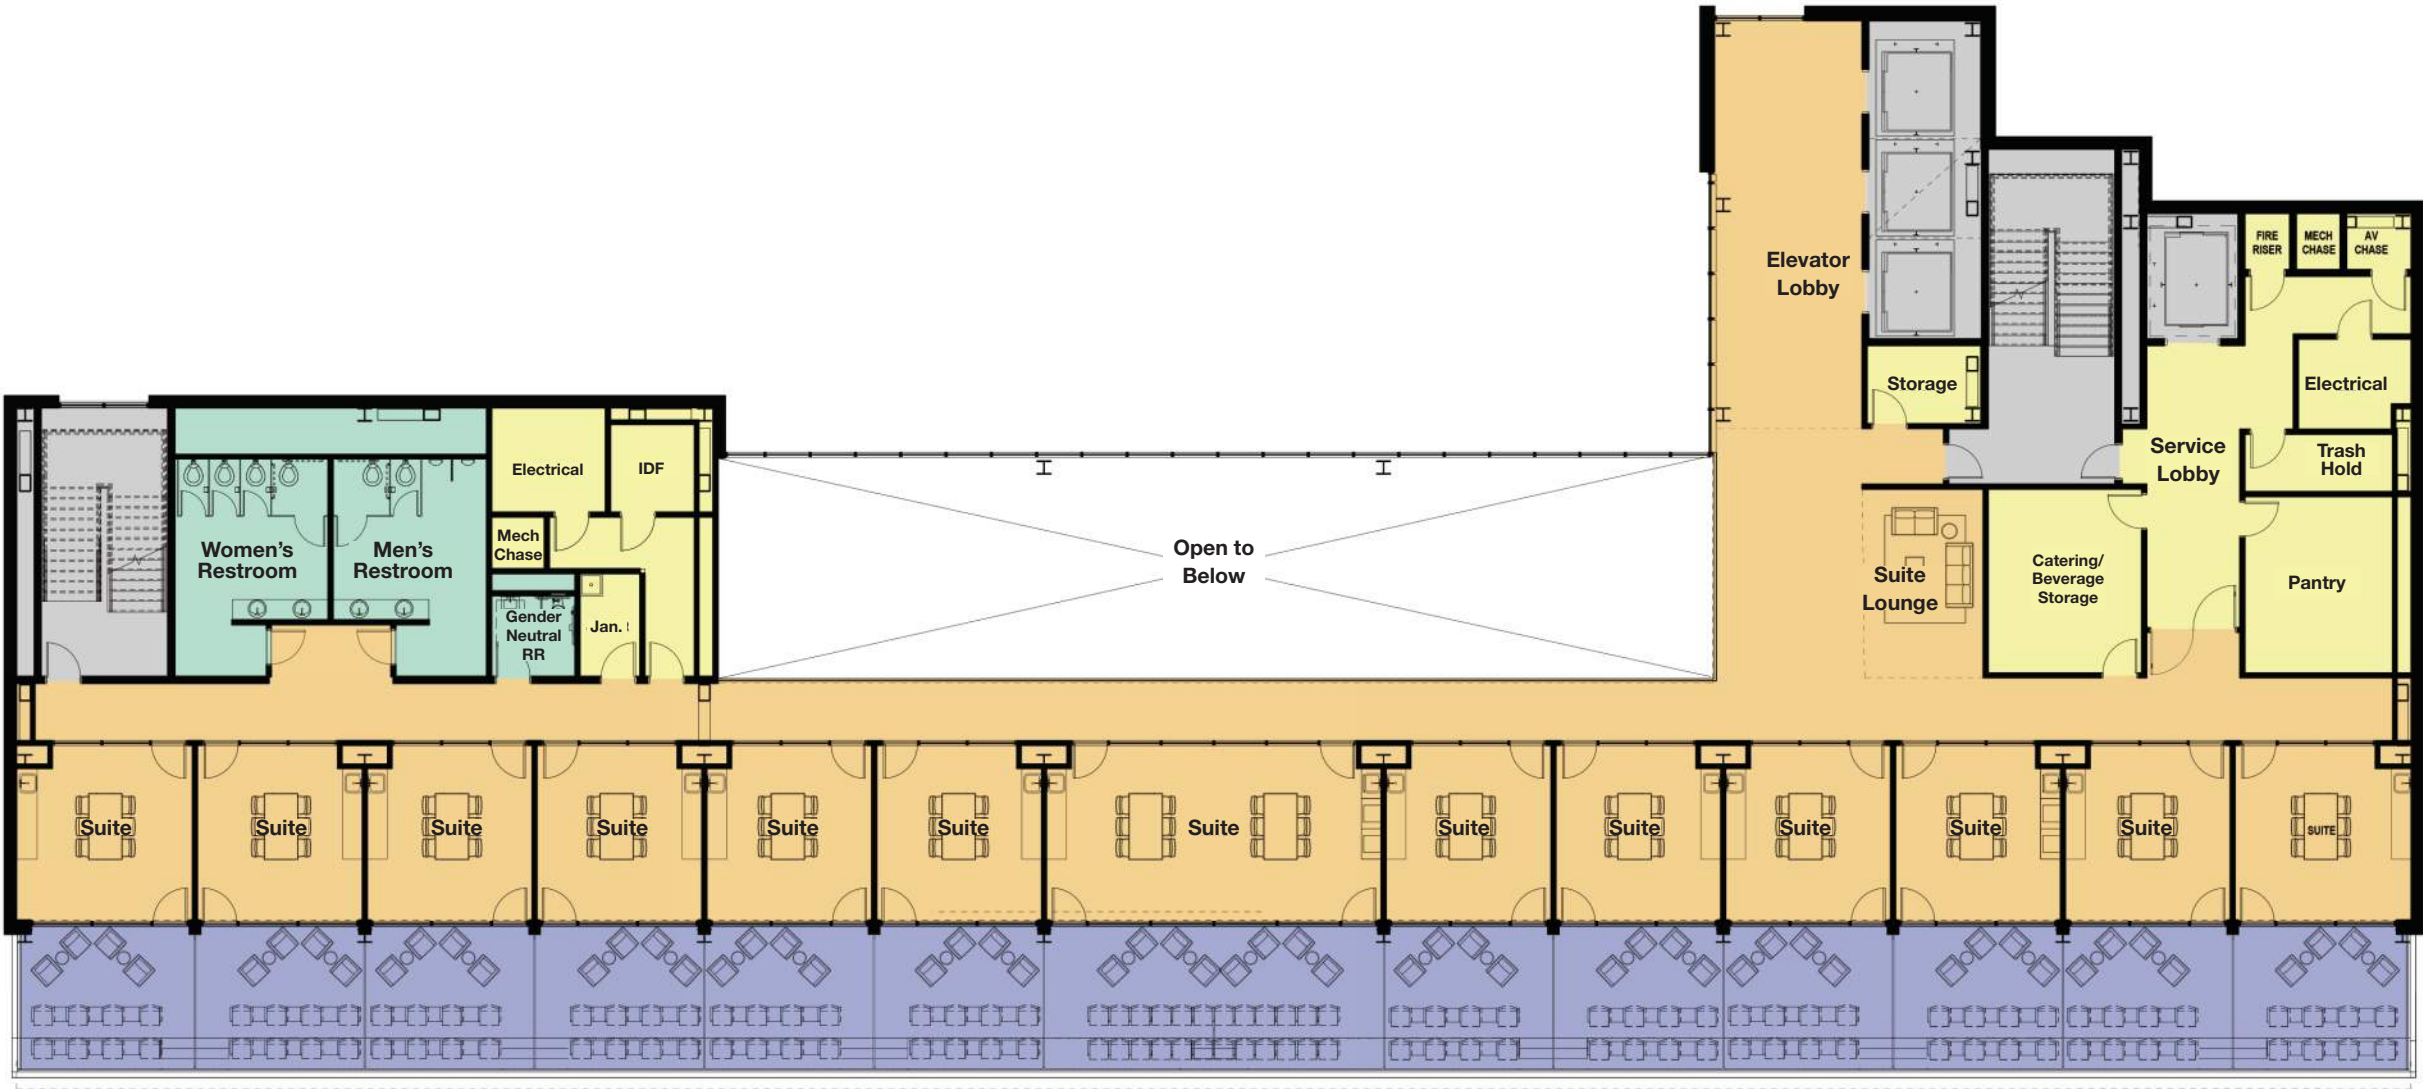 FIRE
RISER
MECH
CHASE
AV
CHASE
Elevator
Lobby
Storage
Electrical
Service
Lobby
Trash
Hold
Electrical
IDF
Women's
Restroom
Men's
Restroom
Mech
Chase
Open to
Below
Suite
Lounge
Catering/
Beverage
Storage
Pantry
Gender
Neutral
RR
Jan.
Suite
Suite
Suite
Suite
Suite
Suite
Suite
Suite
Suite
Suite
Suite
Suite
SUITE